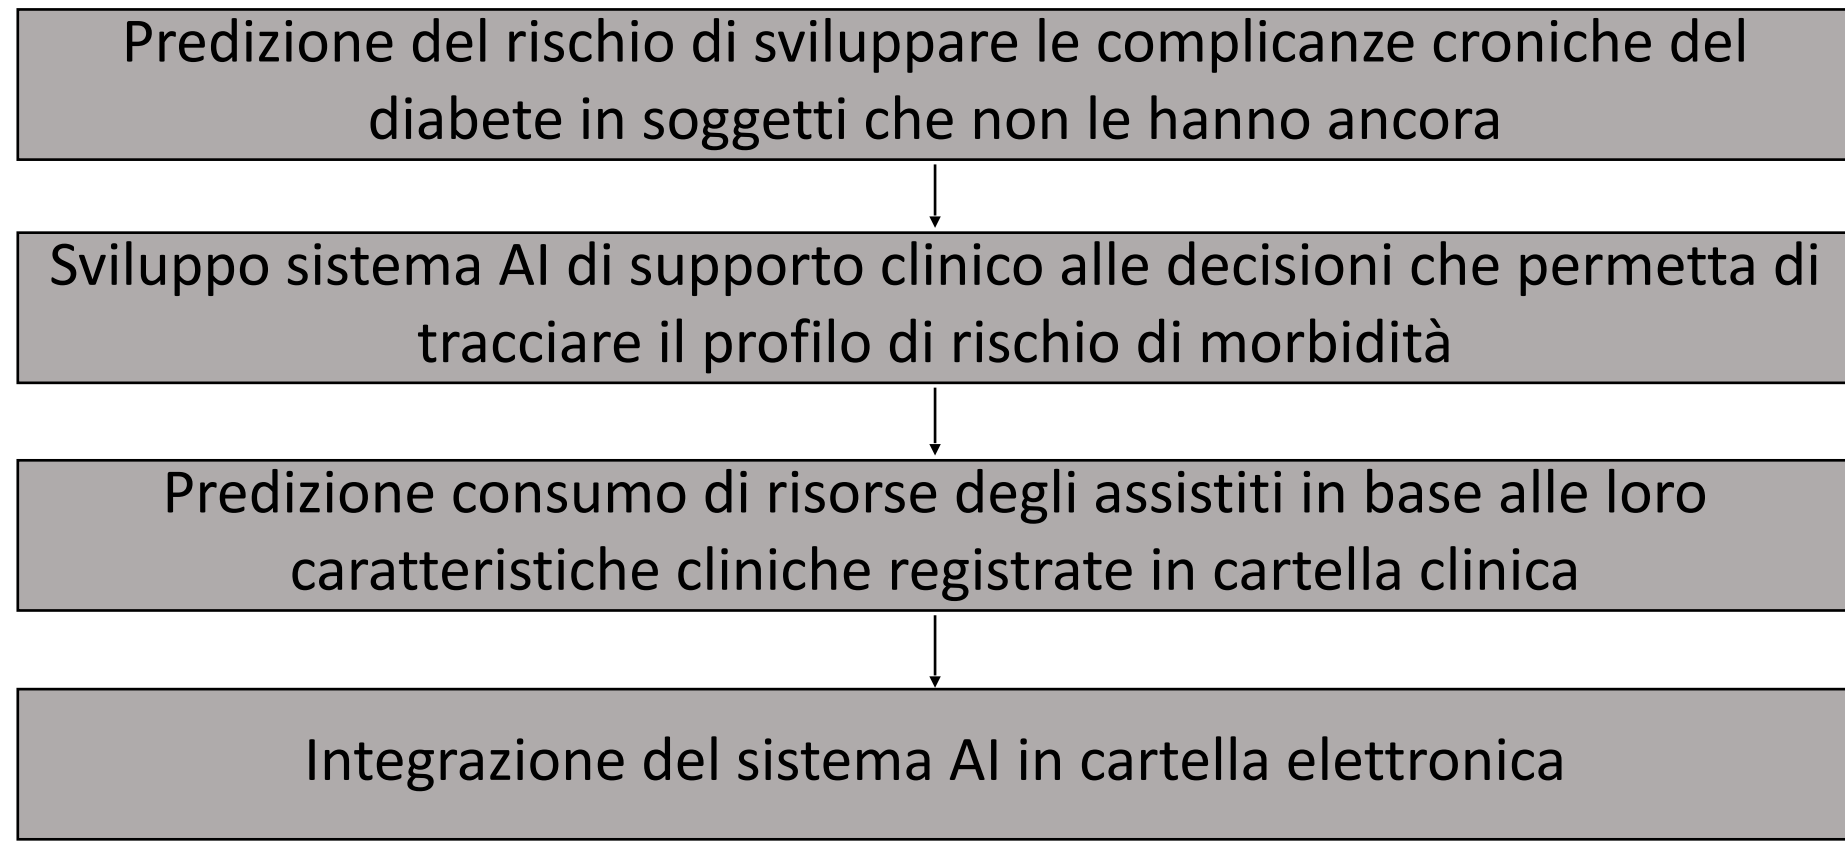 Predizione del rischio di sviluppare le complicanze croniche del
diabete in soggetti che non le hanno ancora
Sviluppo sistema AI di supporto clinico alle decisioni che permetta di
tracciare il profilo di rischio di morbidità
Predizione consumo di risorse degli assistiti in base alle loro
caratteristiche cliniche registrate in cartella clinica
Integrazione del sistema AI in cartella elettronica